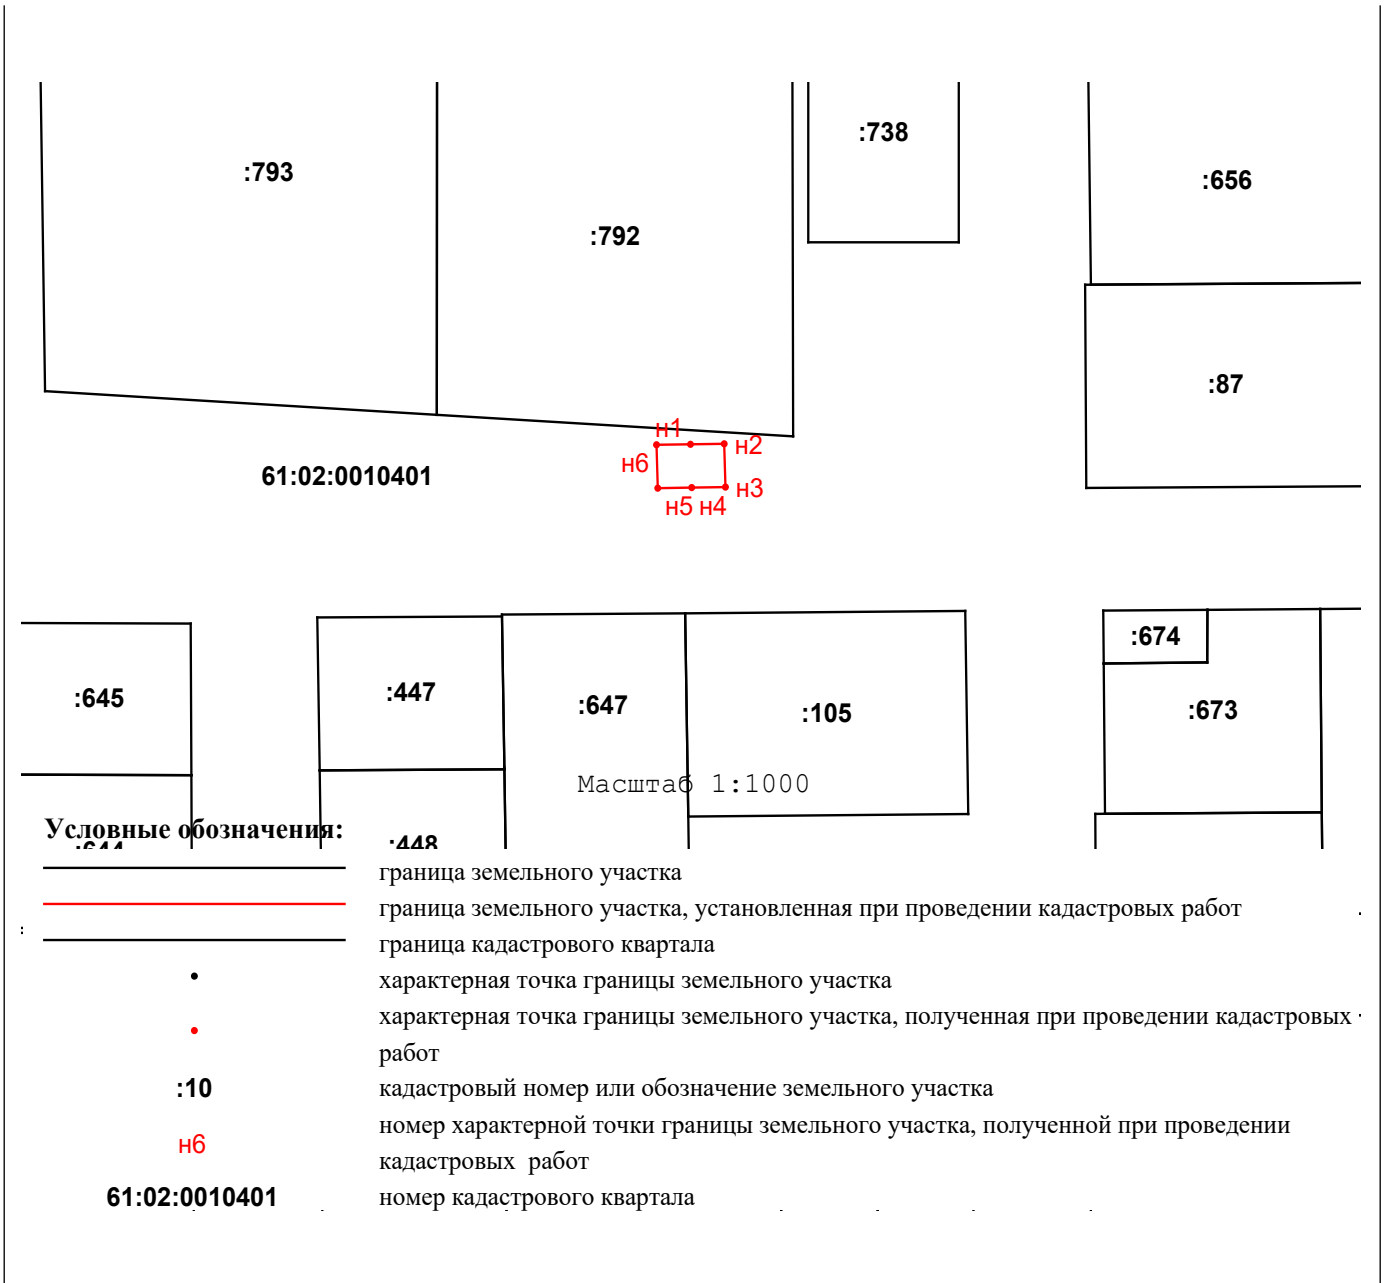 :738
:793
:656
:792
:87
н1
н2
н6
61:02:0010401
н3
н5 н4
:674
:645
:447
:647
:105
:673
Масштаб 1:1000
Условные обозначения:
:644
:448
граница земельного участка
граница земельного участка, установленная при проведении кадастровых работ
граница кадастрового квартала
характерная точка границы земельного участка
характерная точка границы земельного участка, полученная при проведении кадастровых
работ
:10 кадастровый номер или обозначение земельного участка
номер характерной точки границы земельного участка, полученной при проведении
н6
кадастровых работ
61:02:0010401 номер кадастрового квартала